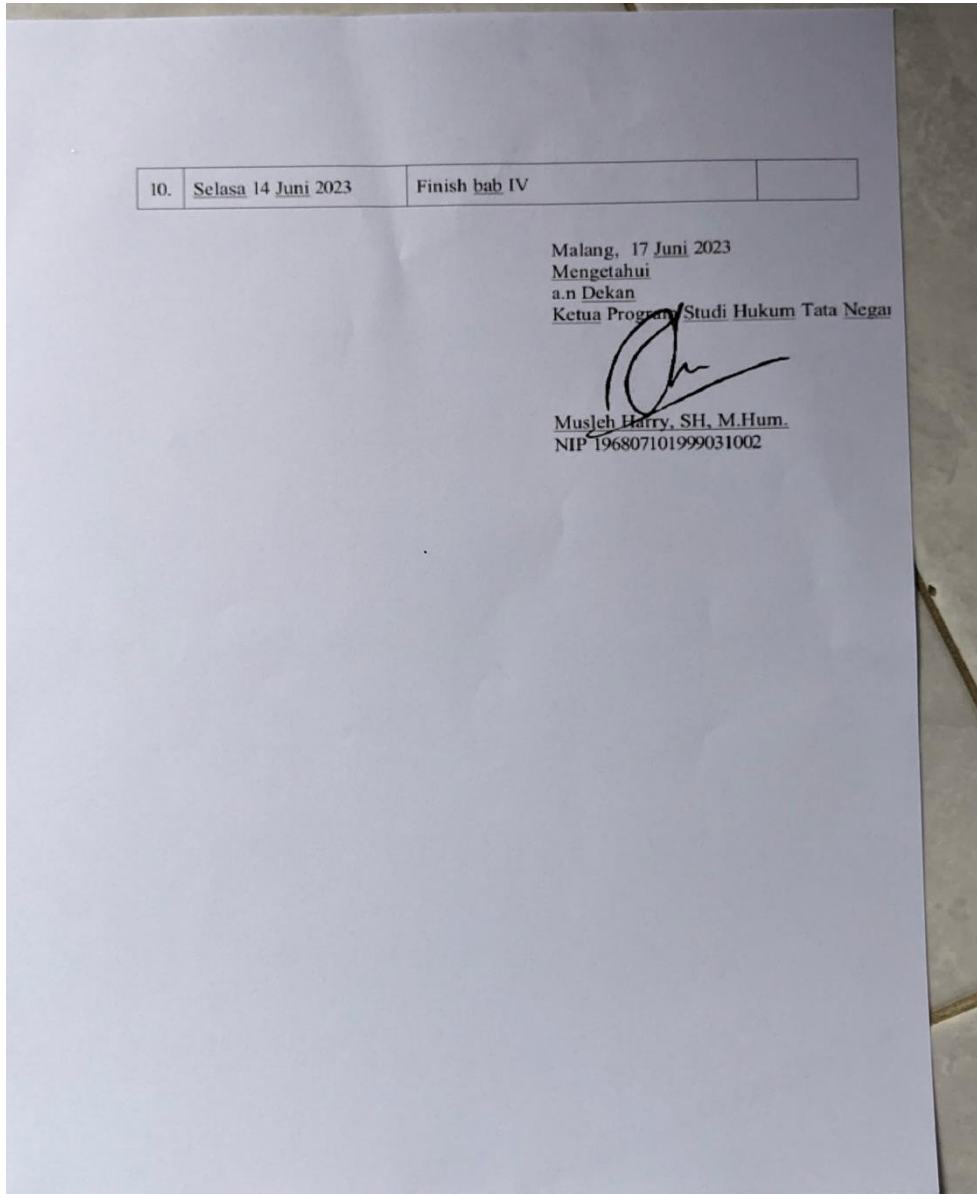 10. Selasa 14 Juni 2023 Finish bab IV
Malang, 17 Juni 2023
Mengetahui
a.n Dekan
Ketua Program Studi Hukum Tata Negar
Musleh Harry, SH, M.Hum.
NIP 196807101999031002